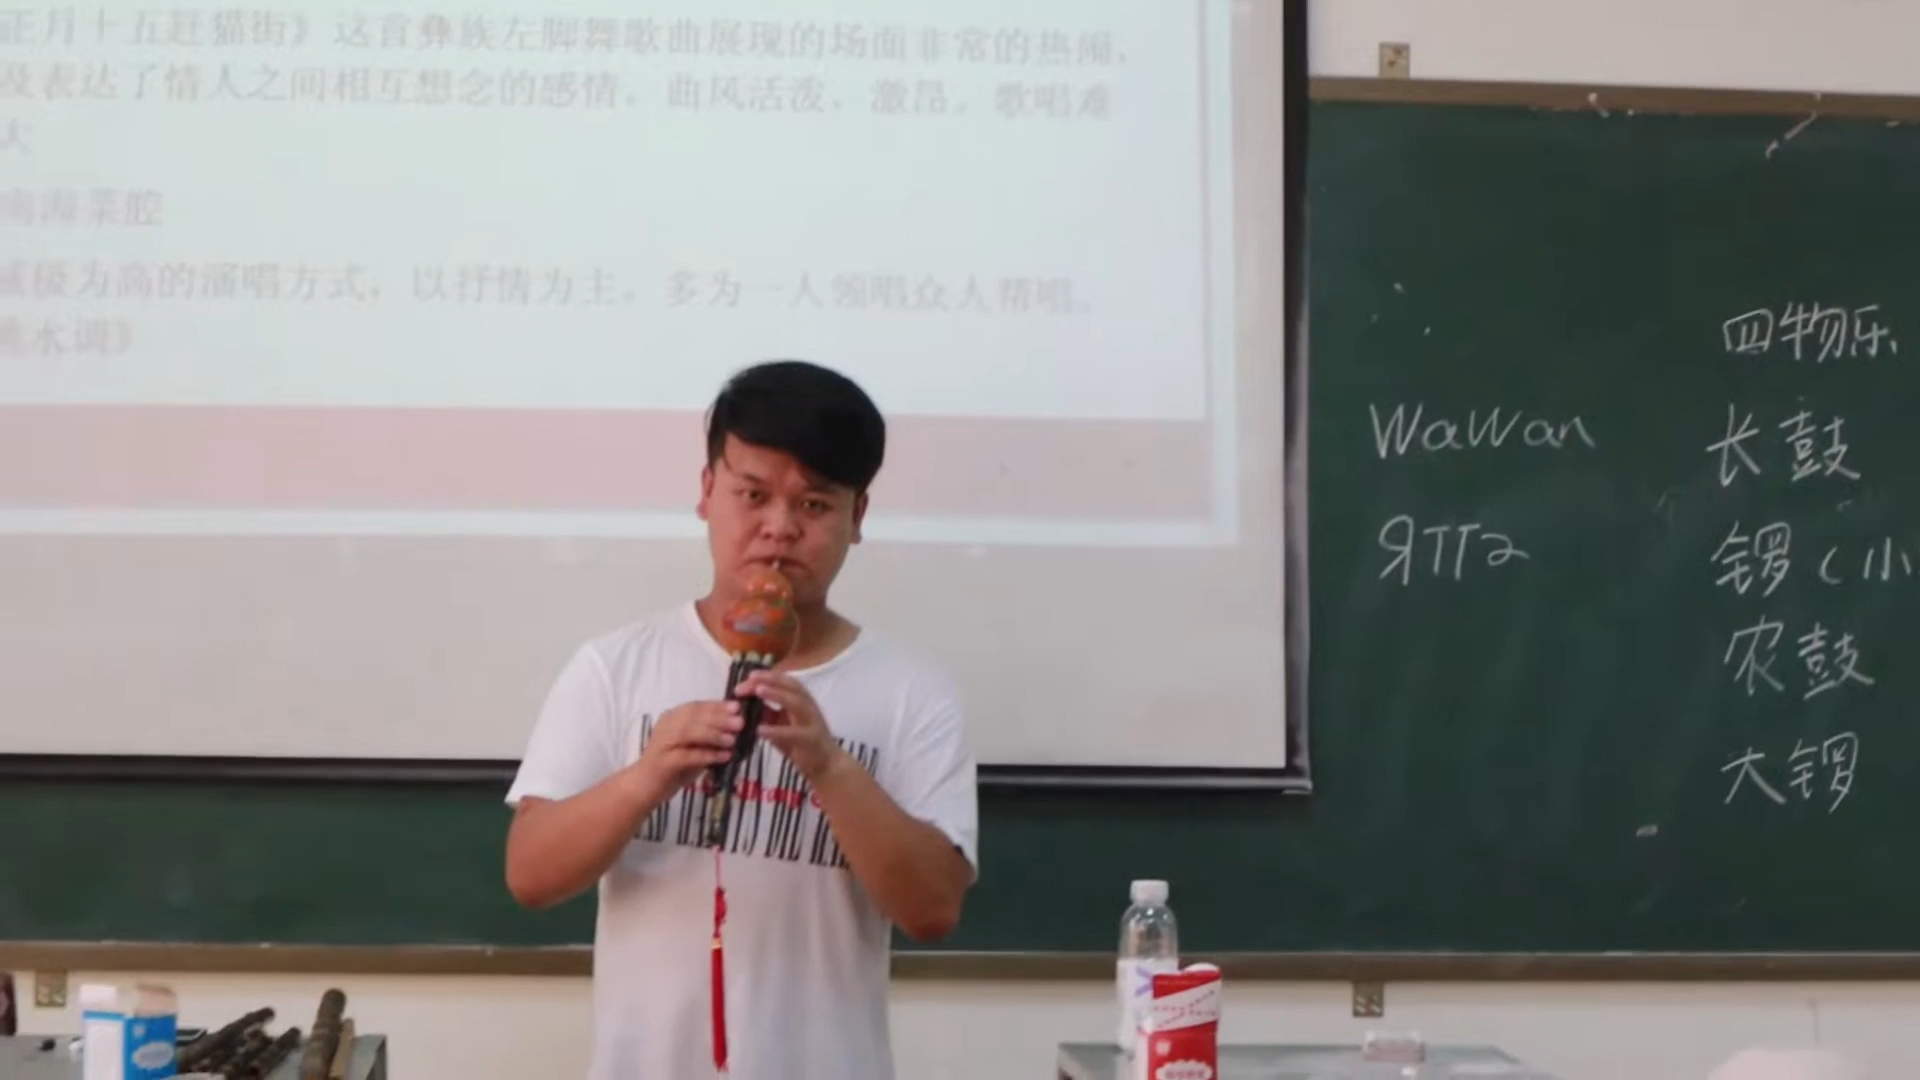 正月十五赶猫街》这首彝族左脚舞歌曲展现的场面非常的热闹，
及表达了情人之间相互想念的感情。曲风活泼，激昂。歌唱难
大
南海菜腔
极为高的演唱方式，以抒情为主。多为一人领唱众人帮唱。
水调》
四物乐
WaWan
长鼓
锣（小
农鼓
大锣